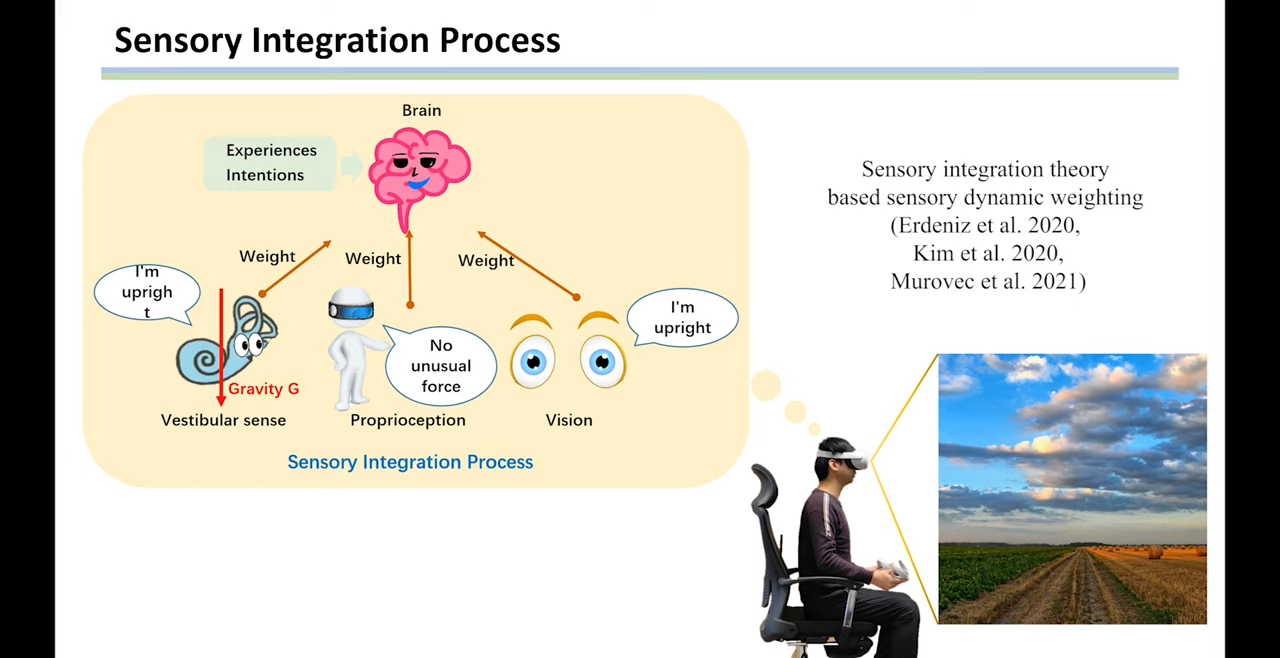 Sensory Integration Process
Brain
Experiences
Intentions
Weight
Weight
Weight
I'm
uprigh
t
No
unusual
force
I'm
upright
Gravity G
Vestibular sense
Proprioception
Vision
Sensory Integration Process
Sensory integration theory
based sensory dynamic weighting
(Erdeniz et al. 2020,
Kim et al. 2020,
Murovec et al. 2021)